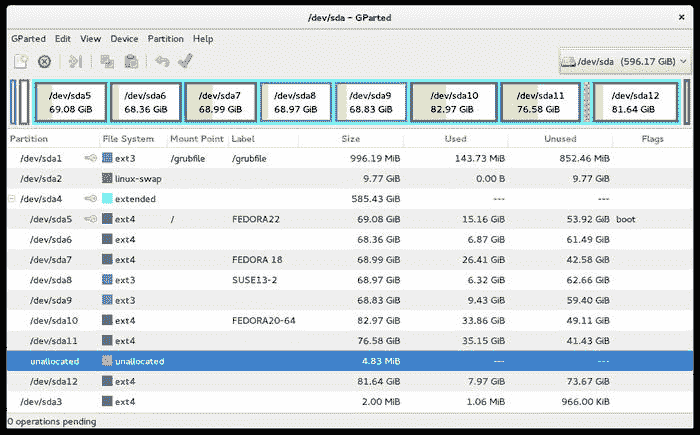 /dev/sda - GParted
GParted Edit View Device Partition Help
/dev/sda (596.17 GiB)
/dev/sda5 /dev/sda6 /dev/sda7 /dev/sda8 /dev/sda9 /dev/sda10 /dev/sda11 /dev/sda12
69.08 GiB 68.36 GiB 68.99 GiB 68.97 GiB 68.83 GiB 82.97 GiB 76.58 GiB 81.64 GiB
Partition File System Mount Point Label Size Used Unused Flags
/dev/sda1 ext3 /grubfile /grubfile 996.19 MiB 143.73 MiB 852.46 MiB
/dev/sda2 linux-swap 9.77 GiB 0.00 B 9.77 GiB
/dev/sda4 extended 585.43 GiB --- ---
/dev/sda5 ext4 / FEDORA22 69.08 GiB 15.16 GiB 53.92 GiB boot
/dev/sda6 ext4 68.36 GiB 6.87 GiB 61.49 GiB
/dev/sda7 ext4 FEDORA 18 68.99 GiB 26.41 GiB 42.58 GiB
/dev/sda8 ext3 SUSE13-2 68.97 GiB 6.32 GiB 62.66 GiB
/dev/sda9 ext3 68.83 GiB 9.43 GiB 59.40 GiB
/dev/sda10 ext4 FEDORA20-64 82.97 GiB 33.86 GiB 49.11 GiB
/dev/sda11 ext4 76.58 GiB 35.15 GiB 41.43 GiB
unallocated unallocated 4.83 MiB --- ---
/dev/sda12 ext4 81.64 GiB 7.97 GiB 73.67 GiB
/dev/sda3 ext4 2.00 MiB 1.06 MiB 966.00 KiB
0 operations pending